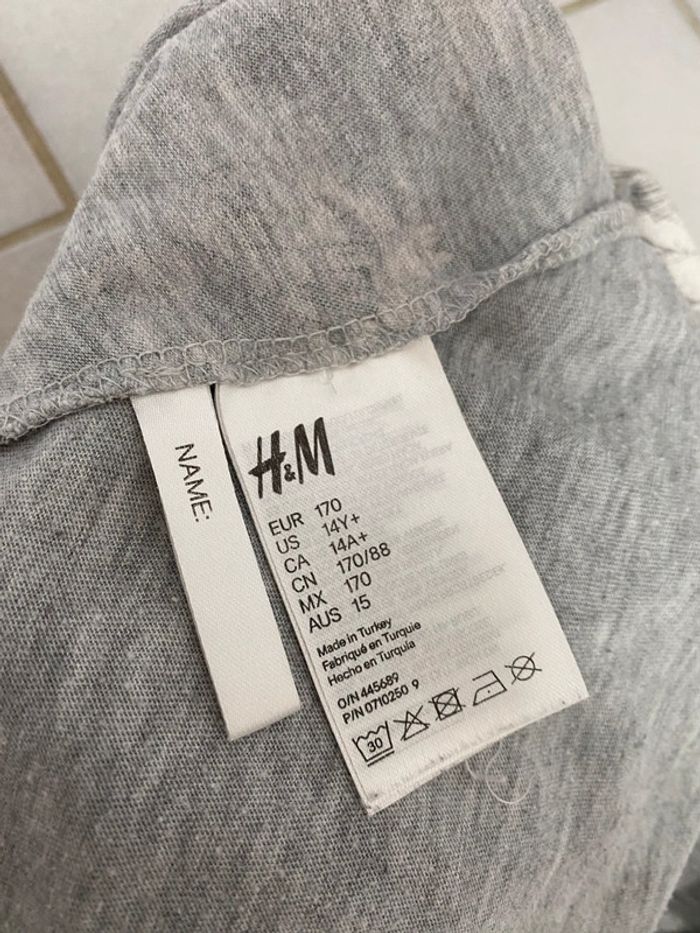 NAME:
H&M
EUR 170
US 14Y+
CA 14A+
CN 170/88
MX 170
AUS 15
Made in Turkey
Fabriqué en Turquie
Hecho en Turquía
O/N 445689
P/N 0710250 9
30